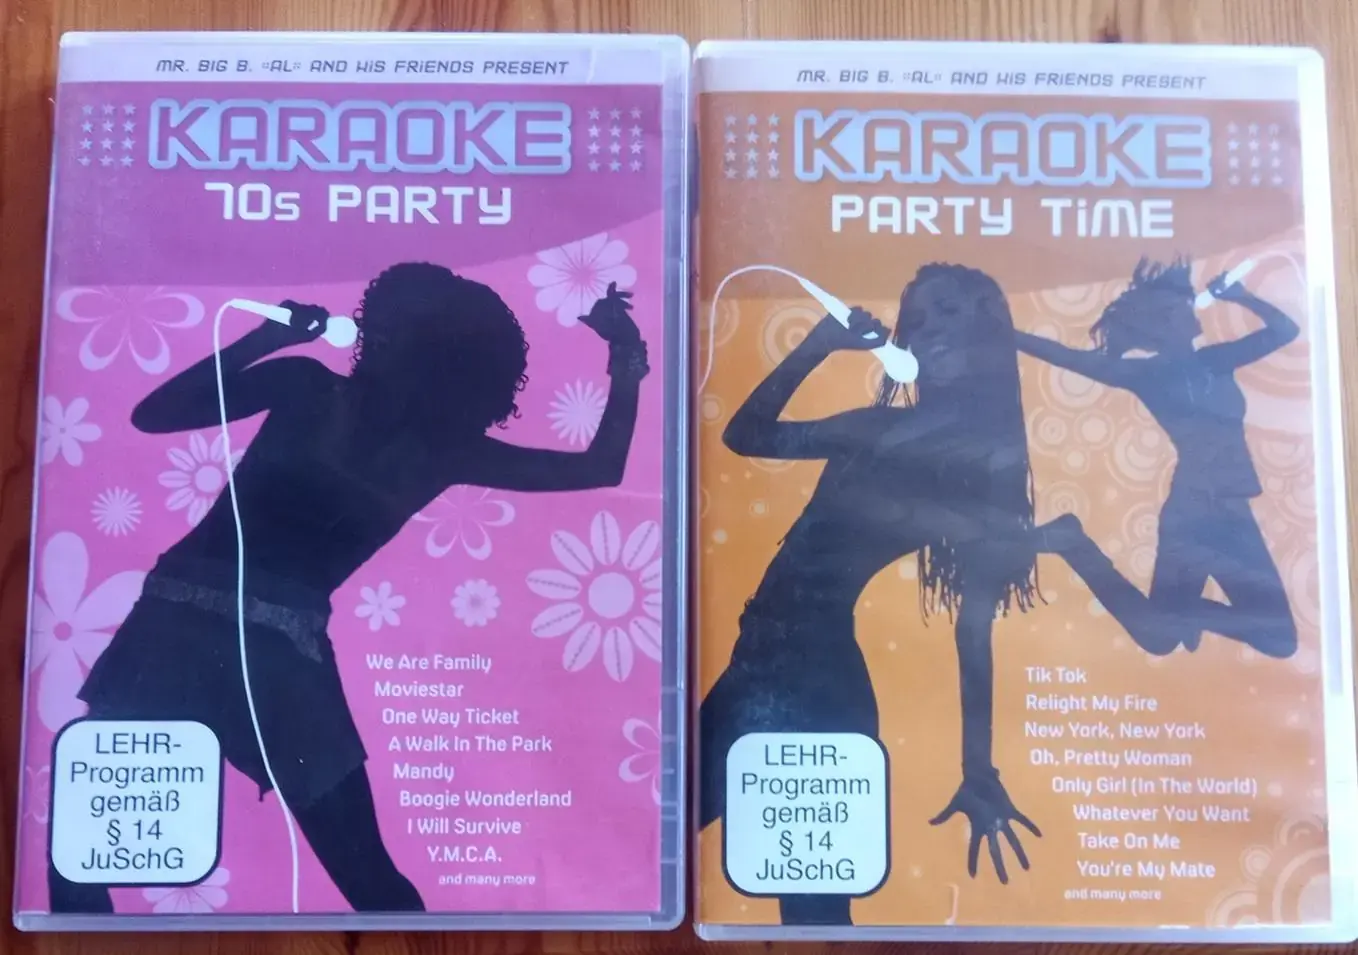 MR. BIG B. "AL" AND HIS FRIENDS PRESENT
KARAOKE
70s PARTY
We Are Family
Moviestar
One Way Ticket
A Walk In The Park
Mandy
Boogie Wonderland
I Will Survive
Y.M.C.A.
and many more
LEHR-
Programm
gemäß
§ 14
JuSchG
MR. BIG B. "AL" AND HIS FRIENDS PRESENT
KARAOKE
PARTY TIME
Tik Tok
Relight My Fire
New York, New York
Oh, Pretty Woman
Only Girl (In The World)
Whatever You Want
Take On Me
You're My Mate
and many more
LEHR-
Programm
gemäß
§ 14
JuSchG